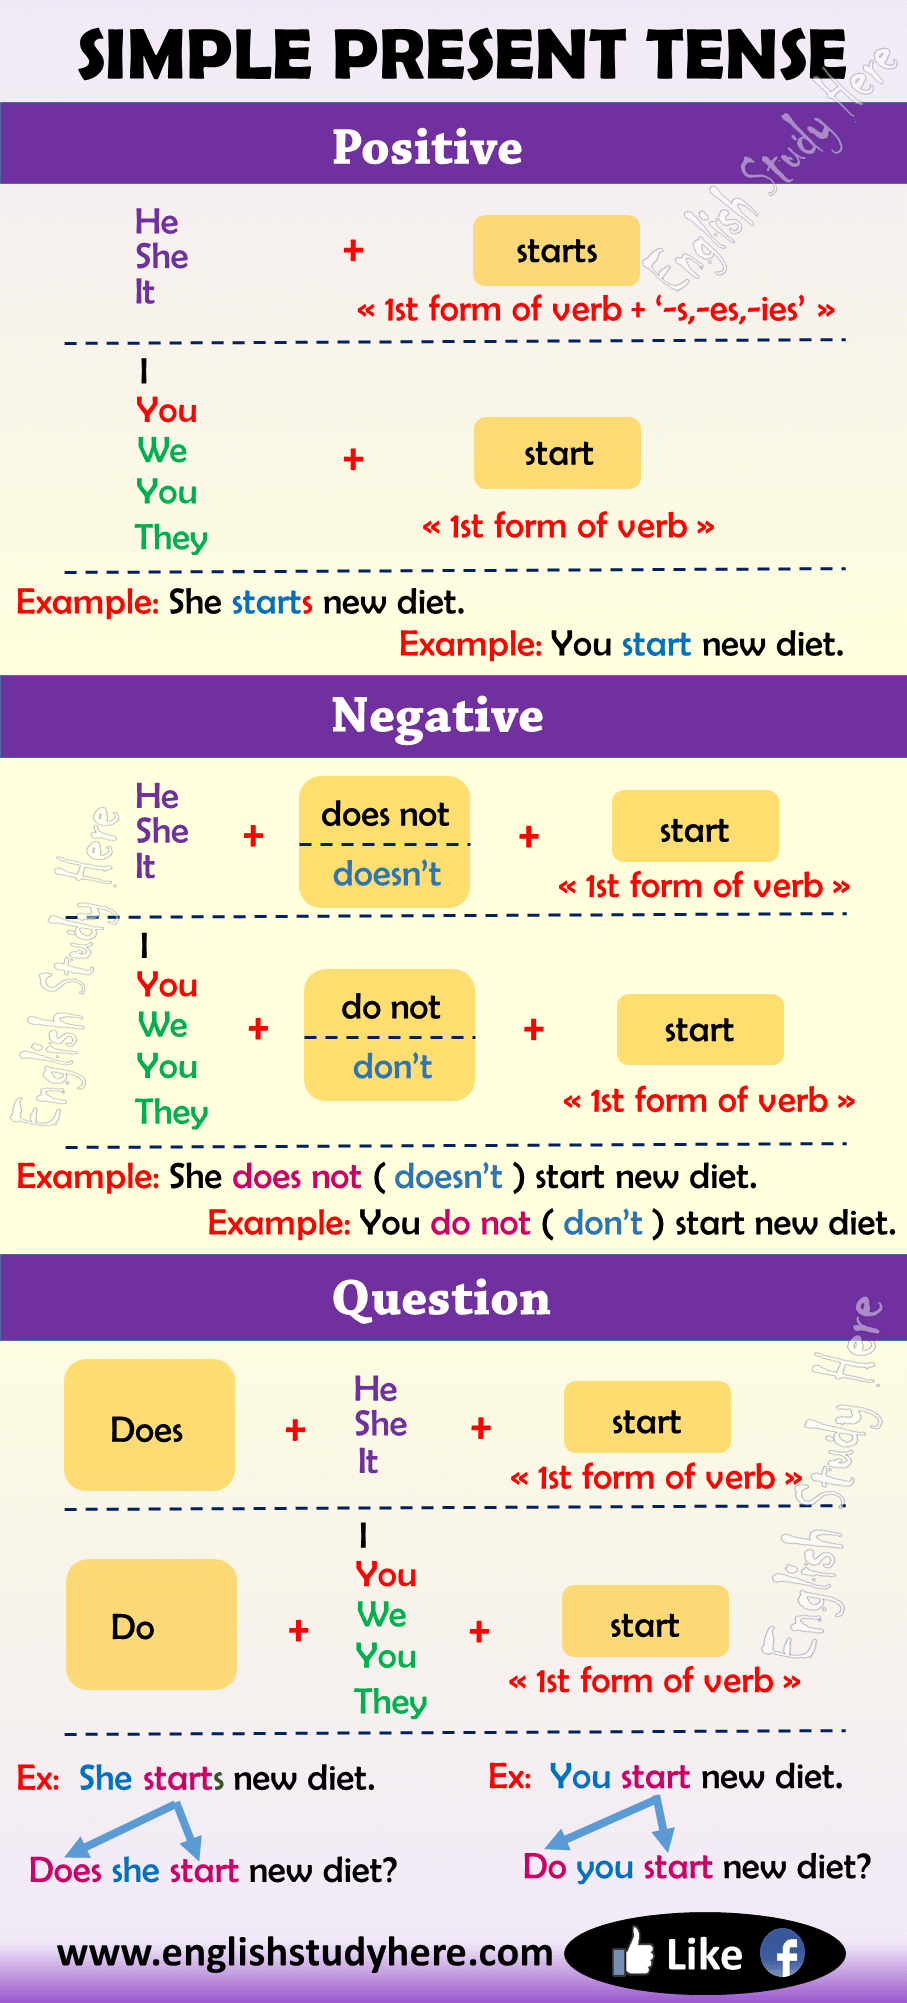 SIMPLE PRESENT TENSE
English Study Here
Positive
He
She
It
+
starts
« 1st form of verb + ‘-s,-es,-ies’ »
I
You
We
You
They
+
start
« 1st form of verb »
Example: She starts new diet.
Example: You start new diet.
Negative
English Study Here
He
She
It
+
does not
doesn’t
+
start
« 1st form of verb »
I
You
We
You
They
+
do not
don’t
+
start
« 1st form of verb »
Example: She does not ( doesn’t ) start new diet.
Example: You do not ( don’t ) start new diet.
Question
English Study Here
Does
+
He
She
It
+
start
« 1st form of verb »
Do
+
I
You
We
You
They
+
start
« 1st form of verb »
Ex: She starts new diet.
Does she start new diet?
Ex: You start new diet.
Do you start new diet?
www.englishstudyhere.com
Like f